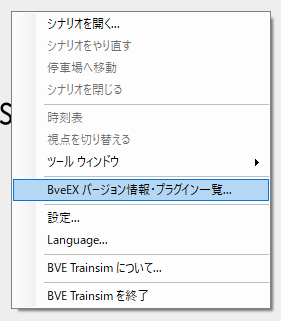 シナリオを開く...
シナリオをやり直す
停車場へ移動
シナリオを閉じる
時刻表
視点を切り替える
ツール ウィンドウ
BveEX バージョン情報・プラグイン一覧...
設定...
Language...
BVE Trainsim について...
BVE Trainsim を終了